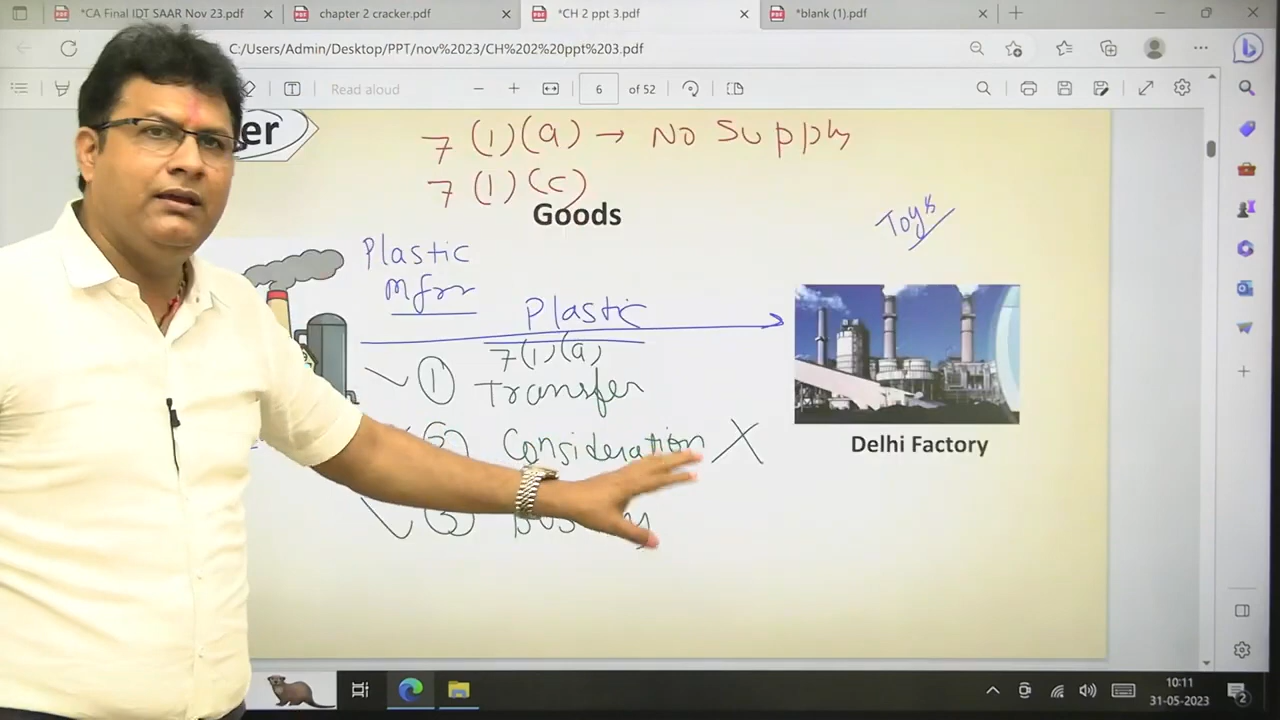 *CA Final IDT SAAR Nov 23.pdf
chapter 2 cracker.pdf
*CH 2 ppt 3.pdf
*blank (1).pdf
C:/Users/Admin/Desktop/PPT/nov%2023/CH%202%20ppt%203.pdf
Read aloud
6
of 52
er
7 (1)(a) → No Supply
7 (1) (c)
Goods
Toys
Plastic
Mfrr
Plastic
7(1)(a)
① Transfer
Consideration X
Delhi Factory
10:11
31-05-2023
2